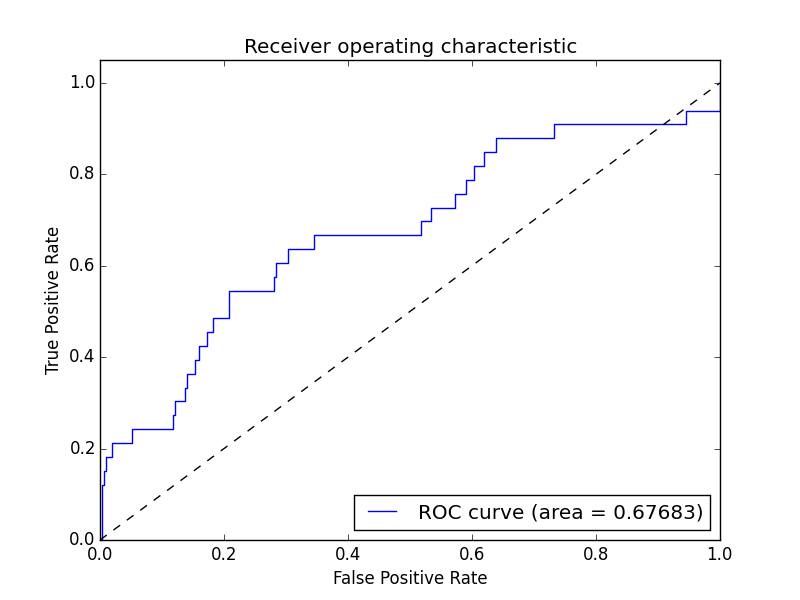 Receiver operating characteristic
True Positive Rate
1.0
0.8
0.6
0.4
0.2
0.0
0.0 0.2 0.4 0.6 0.8 1.0
False Positive Rate
ROC curve (area = 0.67683)